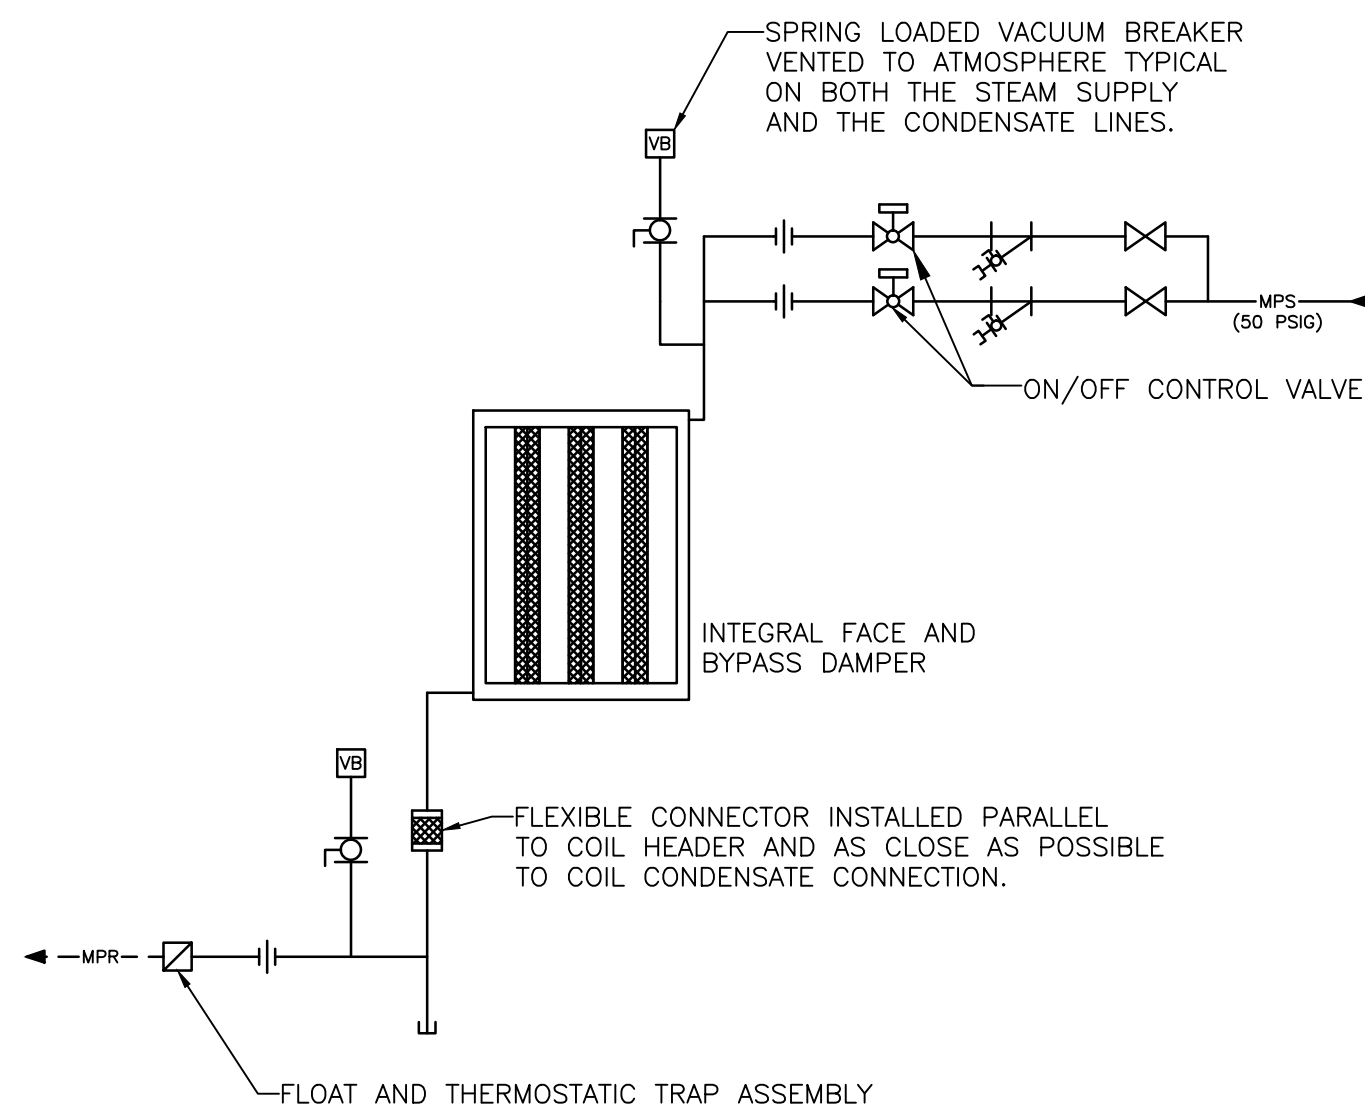 SPRING LOADED VACUUM BREAKER
VENTED TO ATMOSPHERE TYPICAL
ON BOTH THE STEAM SUPPLY
AND THE CONDENSATE LINES.
VB
MPS
(50 PSIG)
ON/OFF CONTROL VALVE
INTEGRAL FACE AND
BYPASS DAMPER
VB
FLEXIBLE CONNECTOR INSTALLED PARALLEL
TO COIL HEADER AND AS CLOSE AS POSSIBLE
TO COIL CONDENSATE CONNECTION.
MPR
FLOAT AND THERMOSTATIC TRAP ASSEMBLY